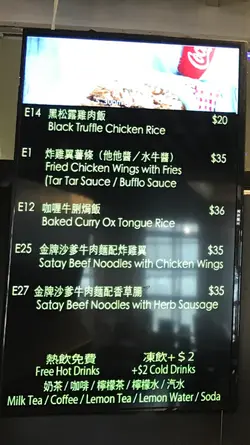 E14 黑松露雞肉飯 $20
Black Truffle Chicken Rice
E1 炸雞翼薯條（他他醬／水牛醬） $35
Fried Chicken Wings with Fries
(Tar Tar Sauce / Bufflo Sauce
E12 咖喱牛脷焗飯 $36
Baked Curry Ox Tongue Rice
E25 金牌沙爹牛肉麵配炸雞翼 $35
Satay Beef Noodles with Chicken Wings
E27 金牌沙爹牛肉麵配香草腸 $35
Satay Beef Noodles with Herb Sausage
熱飲免費 凍飲+$2
Free Hot Drinks +$2 Cold Drinks
奶茶 / 咖啡 / 檸檬茶 / 檸檬水 / 汽水
Milk Tea / Coffee / Lemon Tea / Lemon Water / Soda